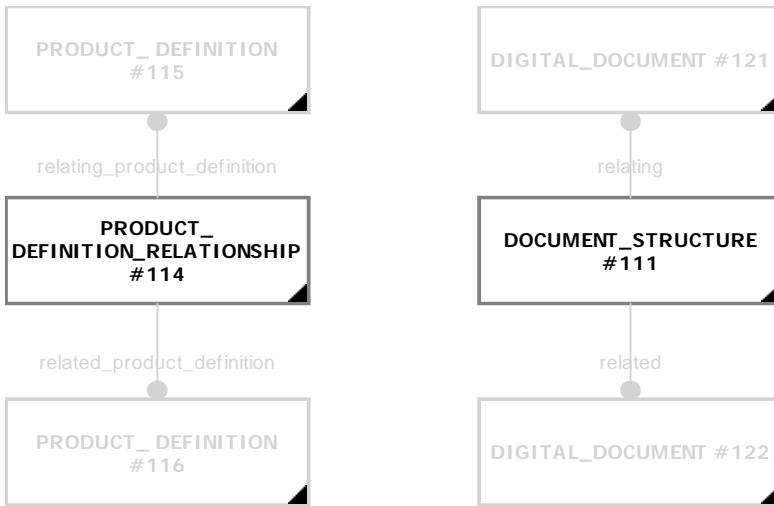 PRODUCT_ DEFINITION
#115
relating_product_definition
PRODUCT_
DEFINITION_RELATIONSHIP
#114
related_product_definition
PRODUCT_ DEFINITION
#116
DIGITAL_DOCUMENT #121
relating
DOCUMENT_STRUCTURE
#111
related
DIGITAL_DOCUMENT #122